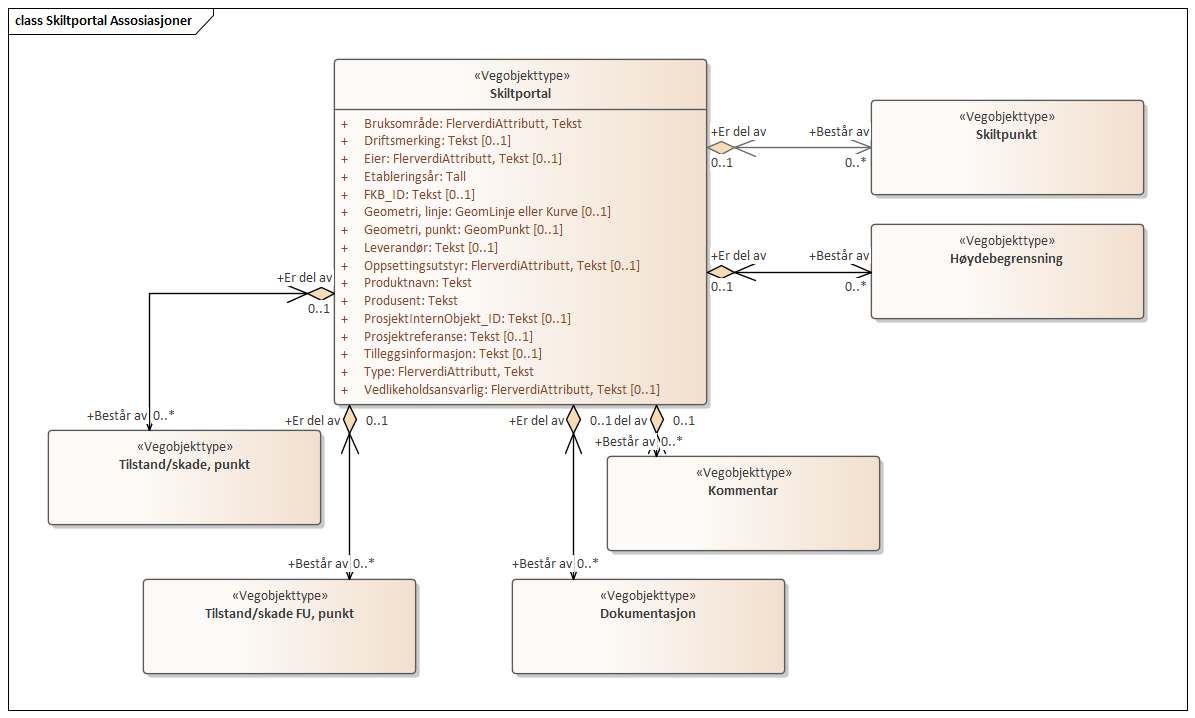 class Skiltportal Assosiasjoner
«Vegobjekttype»
Skiltportal
+ Bruksområde: FlerverdiAttributt, Tekst
+ Driftsmerking: Tekst [0..1]
+ Eier: FlerverdiAttributt, Tekst [0..1]
+ Etableringsår: Tall
+ FKB_ID: Tekst [0..1]
+ Geometri, linje: GeomLinje eller Kurve [0..1]
+ Geometri, punkt: GeomPunkt [0..1]
+ Leverandør: Tekst [0..1]
+ Oppsettingsutstyr: FlerverdiAttributt, Tekst [0..1]
+ Produktnavn: Tekst
+ Produsent: Tekst
+ ProsjektInternObjekt_ID: Tekst [0..1]
+ Prosjektreferanse: Tekst [0..1]
+ Tilleggsinformasjon: Tekst [0..1]
+ Type: FlerverdiAttributt, Tekst
+ Vedlikeholdsansvarlig: FlerverdiAttributt, Tekst [0..1]
+Er del av +Består av
0..1 0..*
«Vegobjekttype»
Skiltpunkt
+Er del av +Består av
0..1 0..*
«Vegobjekttype»
Høydebegrensning
+Er del av
0..1
+Består av 0..*
«Vegobjekttype»
Tilstand/skade, punkt
+Er del av 0..1
+Består av 0..*
«Vegobjekttype»
Tilstand/skade FU, punkt
+Er del av 0..1
+Består av 0..*
«Vegobjekttype»
Dokumentasjon
del av 0..1
+Består av 0..*
«Vegobjekttype»
Kommentar